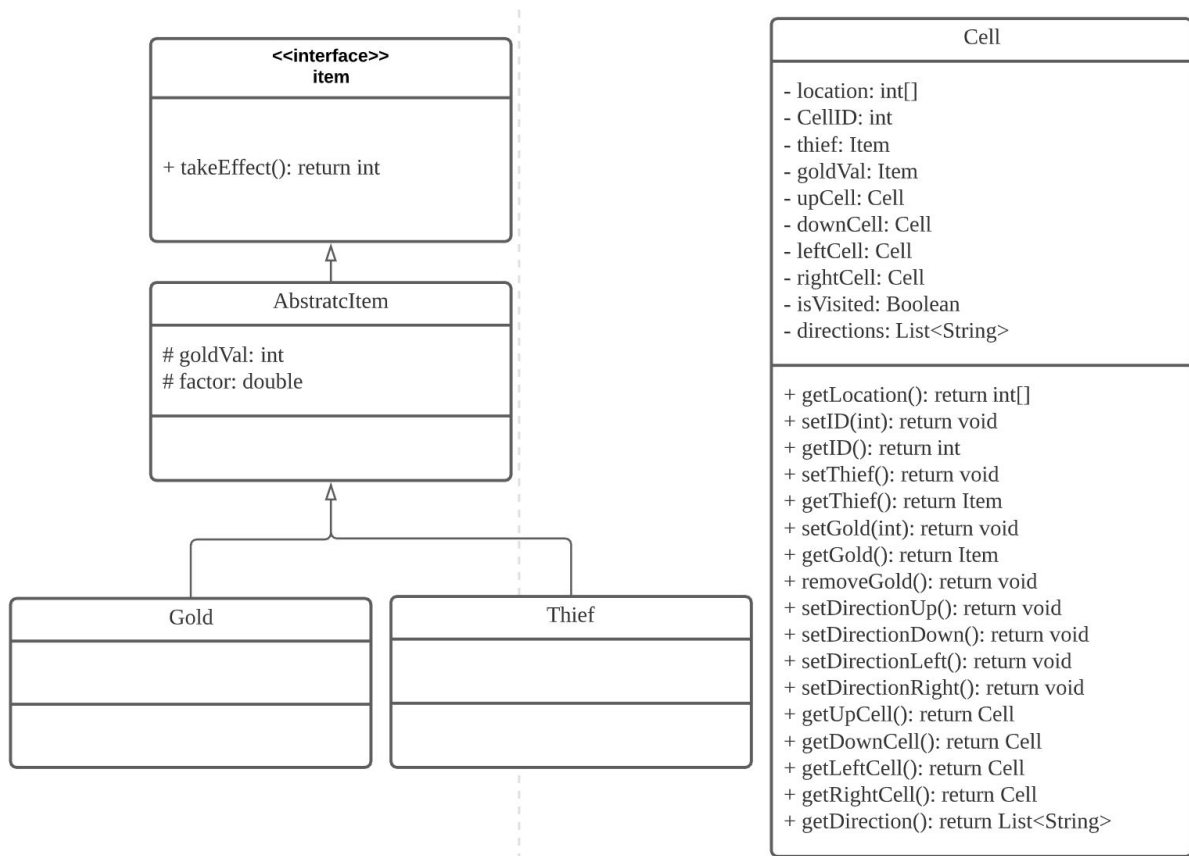 <<interface>>
item
+ takeEffect(): return int
AbstratcItem
# goldVal: int
# factor: double
Gold
Thief
Cell
- location: int[]
- CellID: int
- thief: Item
- goldVal: Item
- upCell: Cell
- downCell: Cell
- leftCell: Cell
- rightCell: Cell
- isVisited: Boolean
- directions: List<String>
+ getLocation(): return int[]
+ setID(int): return void
+ getID(): return int
+ setThief(): return void
+ getThief(): return Item
+ setGold(int): return void
+ getGold(): return Item
+ removeGold(): return void
+ setDirectionUp(): return void
+ setDirectionDown(): return void
+ setDirectionLeft(): return void
+ setDirectionRight(): return void
+ getUpCell(): return Cell
+ getDownCell(): return Cell
+ getLeftCell(): return Cell
+ getRightCell(): return Cell
+ getDirection(): return List<String>